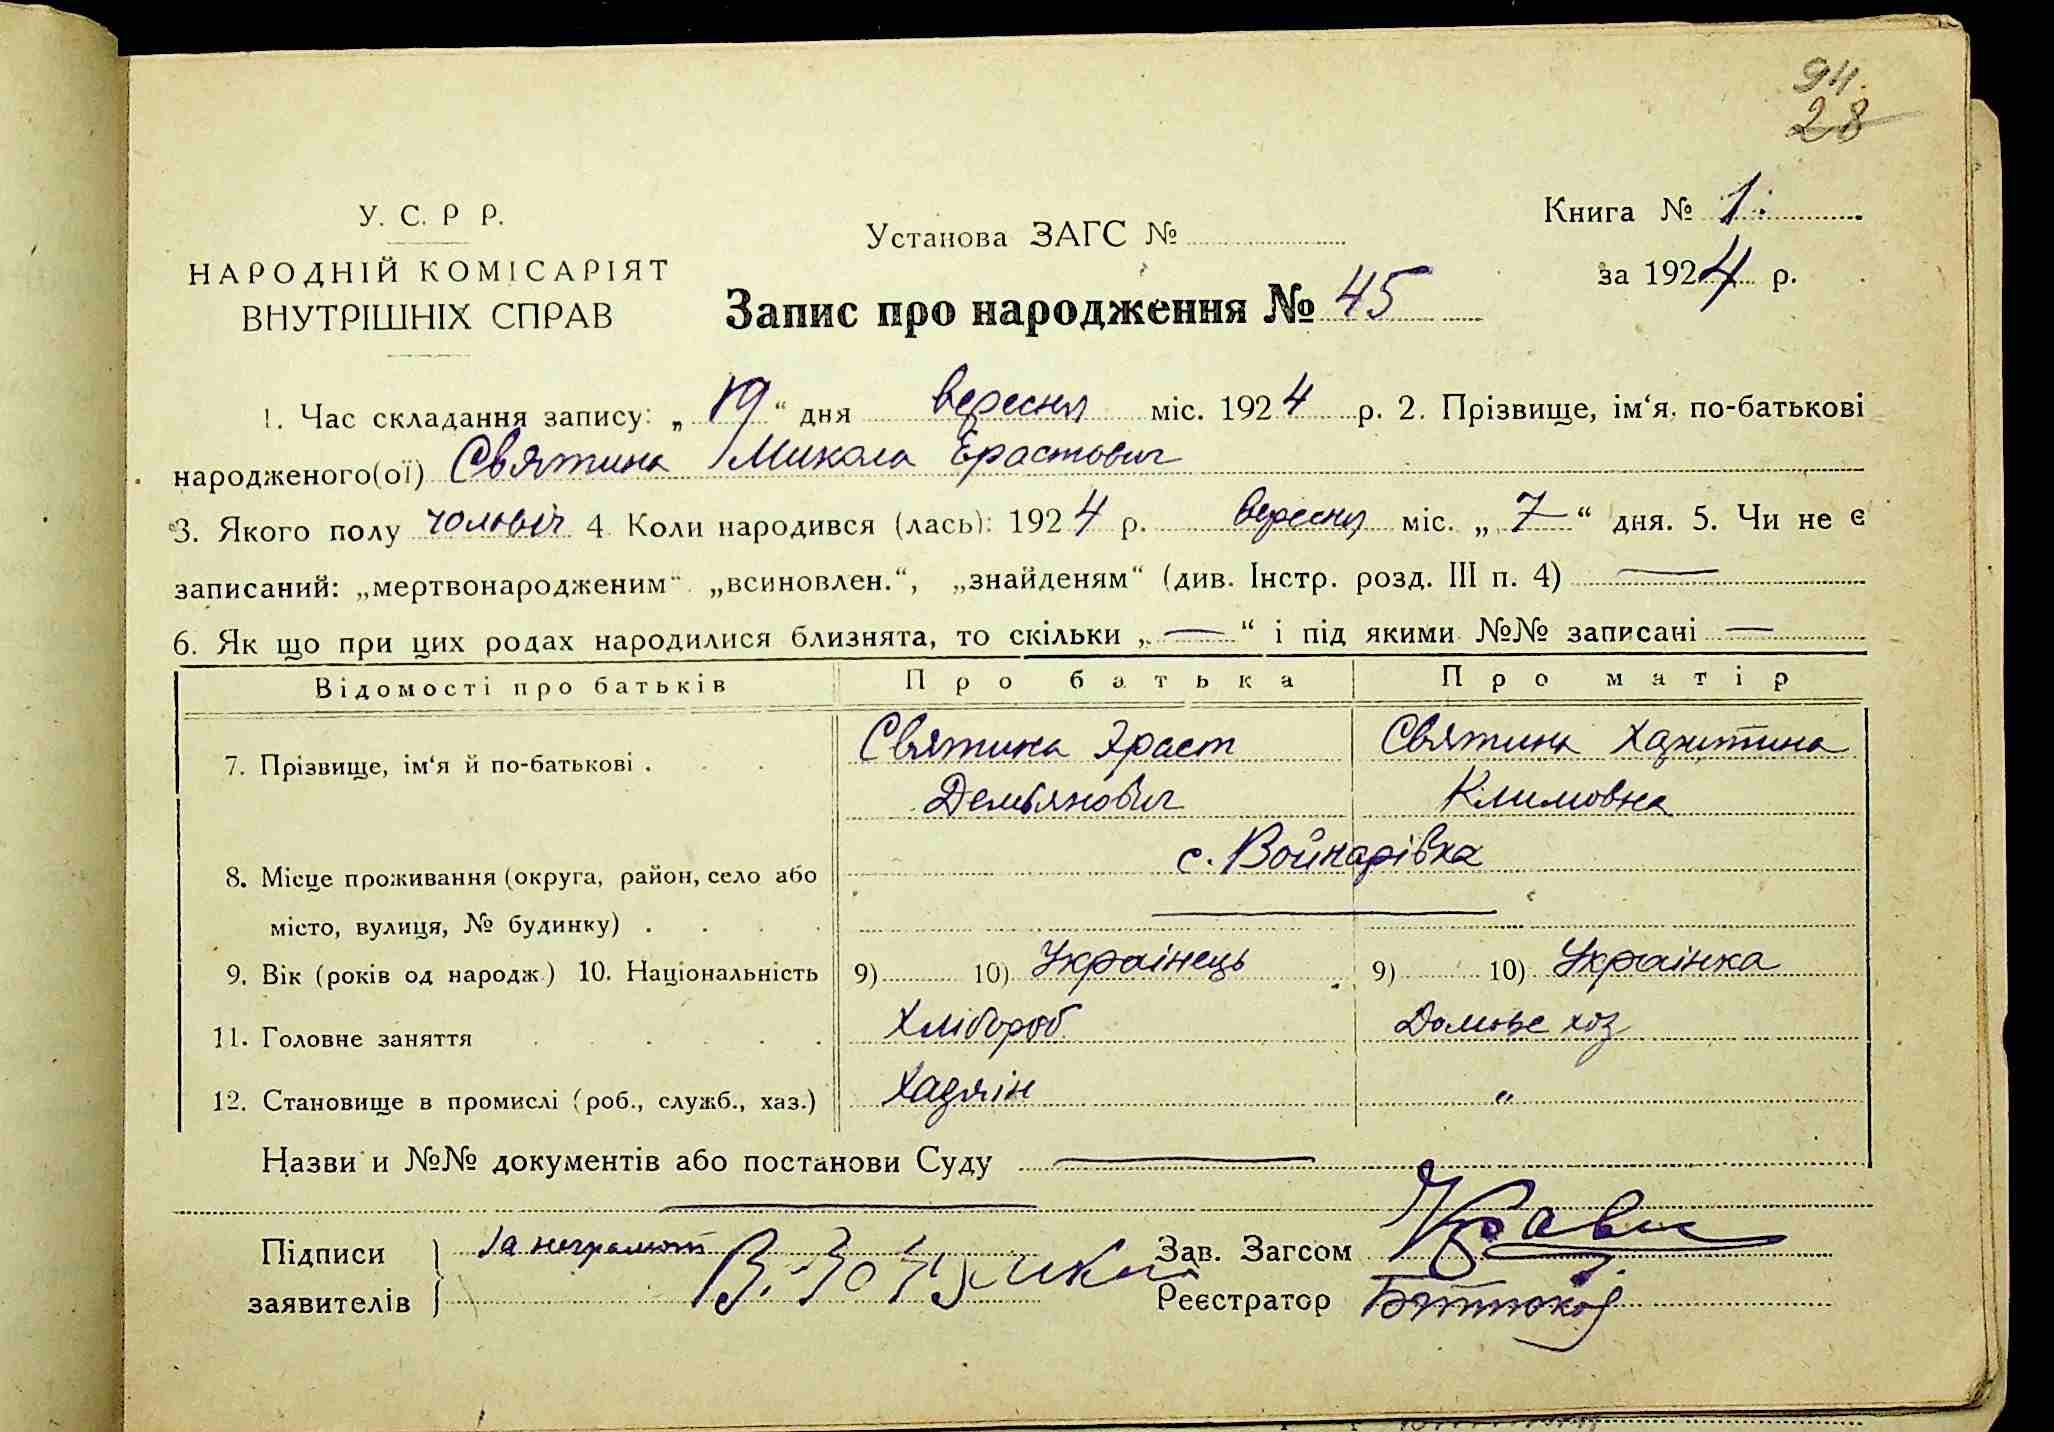 94.
28
У. С. Р Р.
НАРОДНІЙ КОМІСАРІЯТ
ВНУТРІШНІХ СПРАВ
Установа ЗАГС №
Книга № 1.
за 1924 р.
Запис про народження № 45
1. Час складання запису: „19“ дня вересня міс. 1924 р. 2. Прізвище, ім‘я, по-батькові
народженого(ої) Святина Микола Ерастович
3. Якого полу чоловіч 4. Коли народився (лась): 1924 р. вересня міс. „7“ дня. 5. Чи не є
записаний: „мертвонародженим“ „всиновлен.“, „знайденям“ (див. Інстр. розд. III п. 4) —
6. Як що при цих родах народилися близнята, то скільки „—“ і під якими №№ записані —
Відомості про батьків Про батька Про матір
7. Прізвище, ім‘я й по-батькові . Святина Эраст Святина Харитина
Демьянович Климовна
8. Місце проживання (округа, район, село або с. Войнарівка
місто, вулиця, № будинку) .
9. Вік (років од народж.) 10. Національність 9) 10) Українець 9) 10) Українка
11. Головне заняття Хлібороб Домове хоз
12. Становище в промислі (роб., служб., хаз.) Хазяін "
Назви и №№ документів або постанови Суду —
Підписи За неграмот Зав. Загсом
заявителів Реєстратор